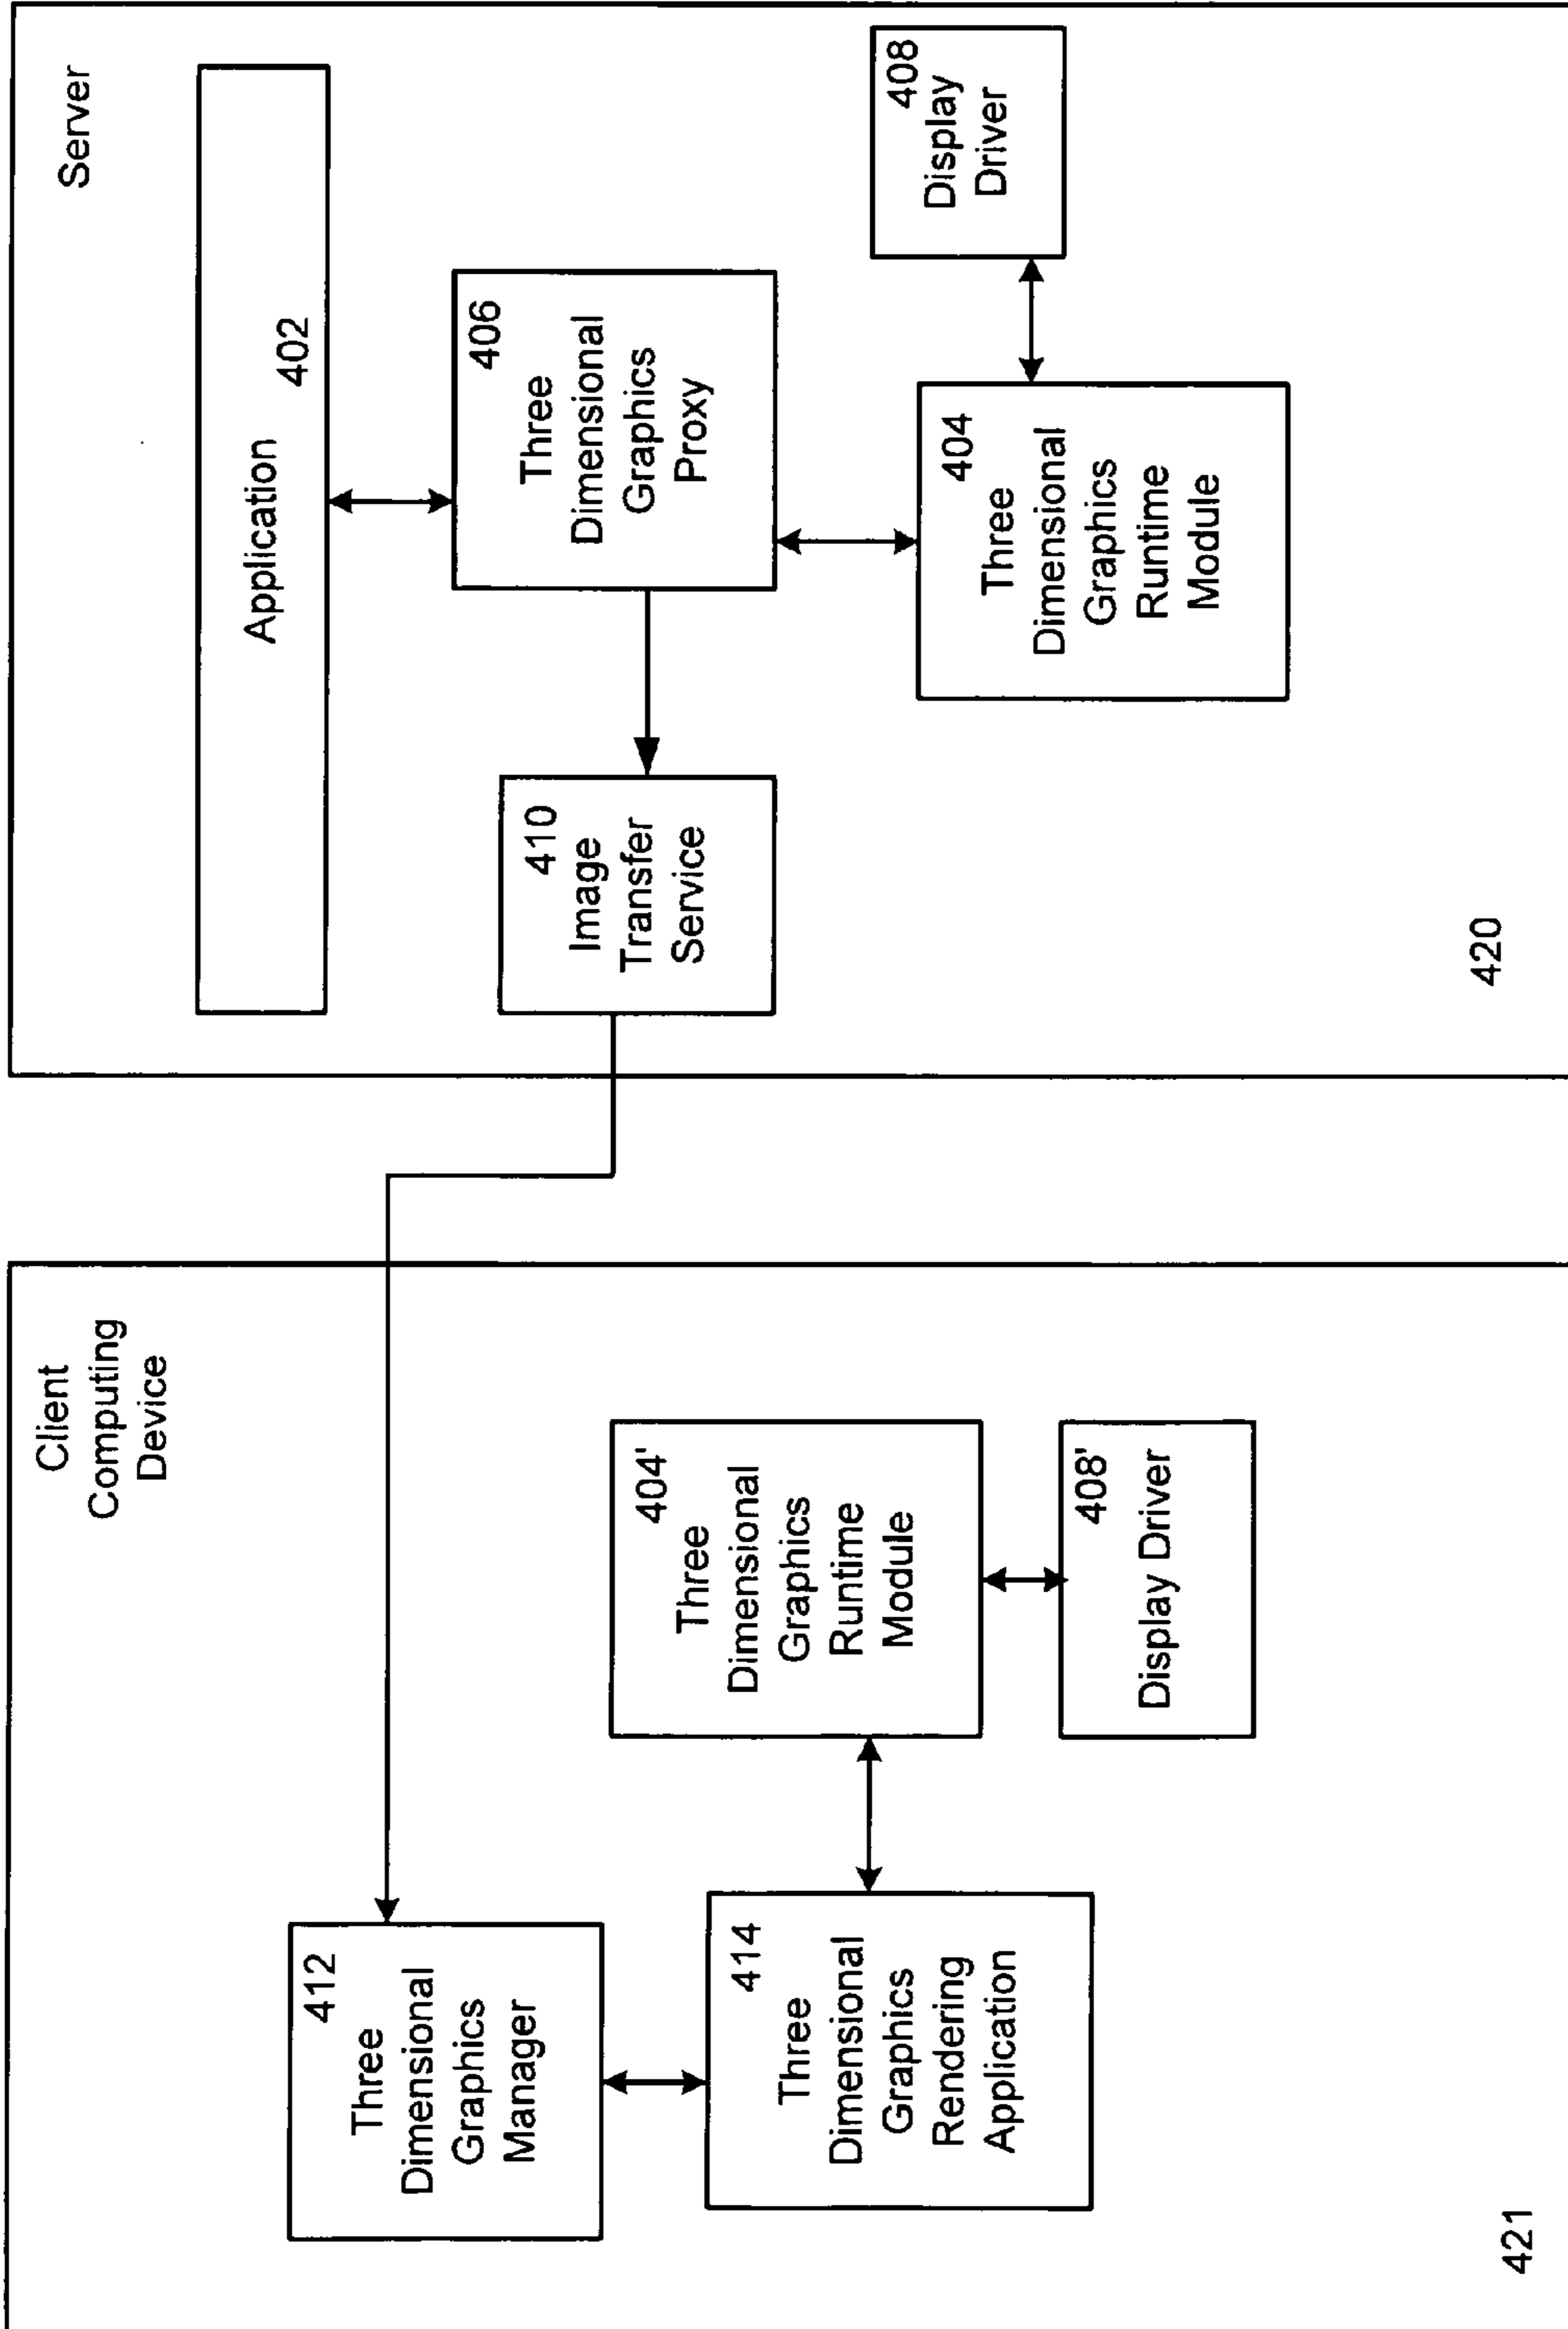 Client
Computing
Device
412
Three
Dimensional
Graphics
Manager
404'
Three
Dimensional
Graphics
Runtime
Module
414
Three
Dimensional
Graphics
Rendering
Application
408'
Display Driver
421
Server
Application
402
406
Three
Dimensional
Graphics
Proxy
410
Image
Transfer
Service
408
Display
Driver
404
Three
Dimensional
Graphics
Runtime
Module
420